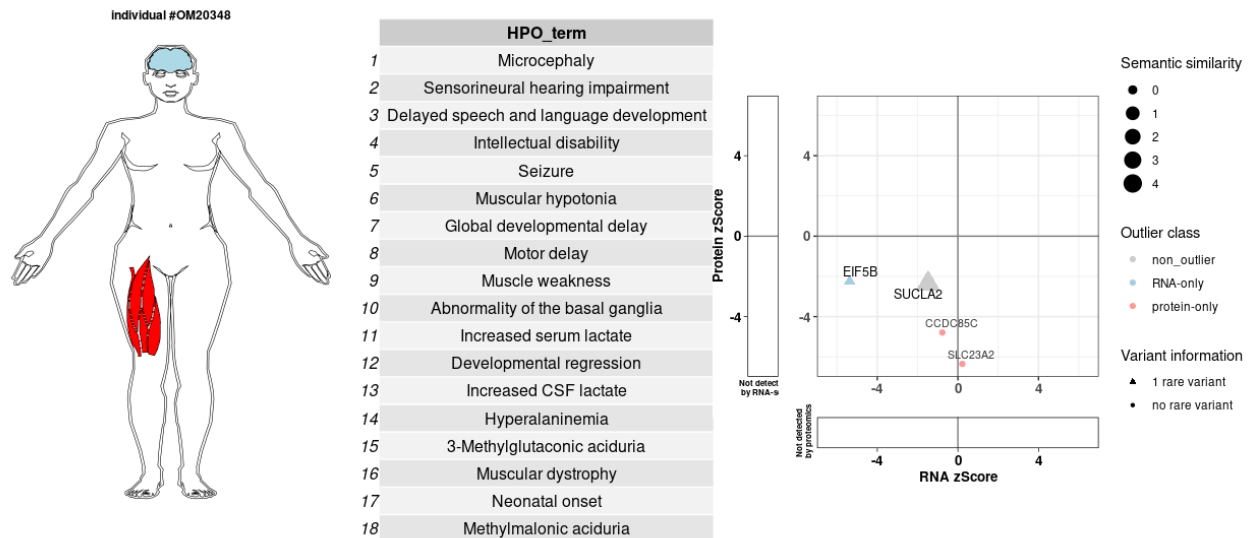 individual #OM20348
HPO_term
1 Microcephaly
2 Sensorineural hearing impairment
3 Delayed speech and language development
4 Intellectual disability
5 Seizure
6 Muscular hypotonia
7 Global developmental delay
8 Motor delay
9 Muscle weakness
10 Abnormality of the basal ganglia
11 Increased serum lactate
12 Developmental regression
13 Increased CSF lactate
14 Hyperalaninemia
15 3-Methylglutaconic aciduria
16 Muscular dystrophy
17 Neonatal onset
18 Methylmalonic aciduria
Protein zScore
4
0
-4
Not detect
by RNA-s
4
0
-4
EIF5B
SUCLA2
CCDC85C
SLC23A2
-4 0 4
Not detected
by proteomics
-4 0 4
RNA zScore
Semantic similarity
0
1
2
3
4
Outlier class
non_outlier
RNA-only
protein-only
Variant information
1 rare variant
no rare variant